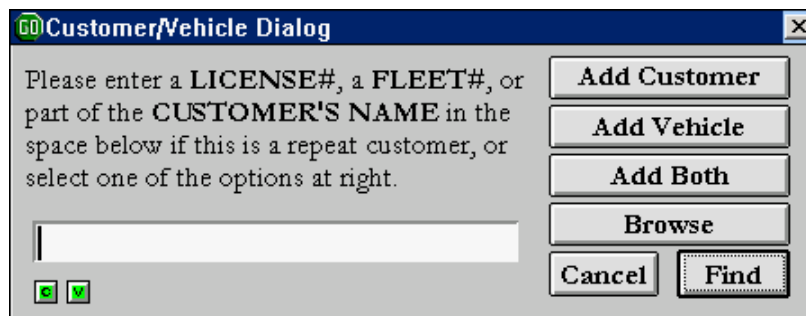 GO Customer/Vehicle Dialog
Please enter a LICENSE#, a FLEET#, or
part of the CUSTOMER'S NAME in the
space below if this is a repeat customer, or
select one of the options at right.
Add Customer
Add Vehicle
Add Both
Browse
Cancel Find
C V